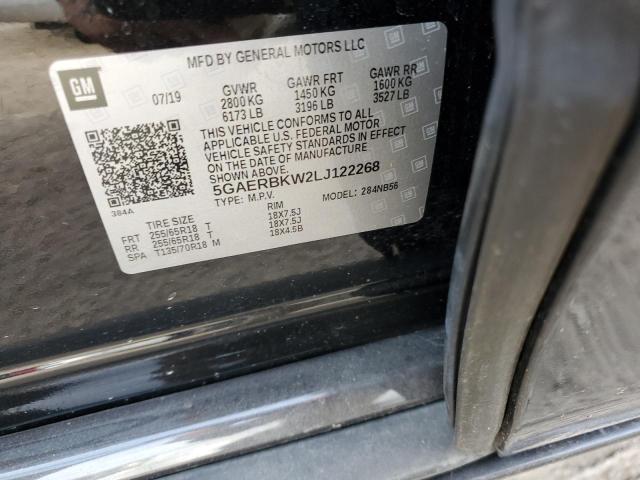 MFD BY GENERAL MOTORS LLC
GM
07/19
GVWR GAWR FRT GAWR RR
2800 KG 1450 KG 1600 KG
6173 LB 3196 LB 3527 LB
THIS VEHICLE CONFORMS TO ALL
APPLICABLE U.S. FEDERAL MOTOR
VEHICLE SAFETY STANDARDS IN EFFECT
ON THE DATE OF MANUFACTURE
SHOWN ABOVE.
5GAERBKW2LJ122268
TYPE: M.P.V. MODEL: 284NB56
384A
TIRE SIZE RIM
FRT 255/65R18 T 18X7.5J
RR 255/65R18 T 18X7.5J
SPA T135/70R18 M 18X4.5B